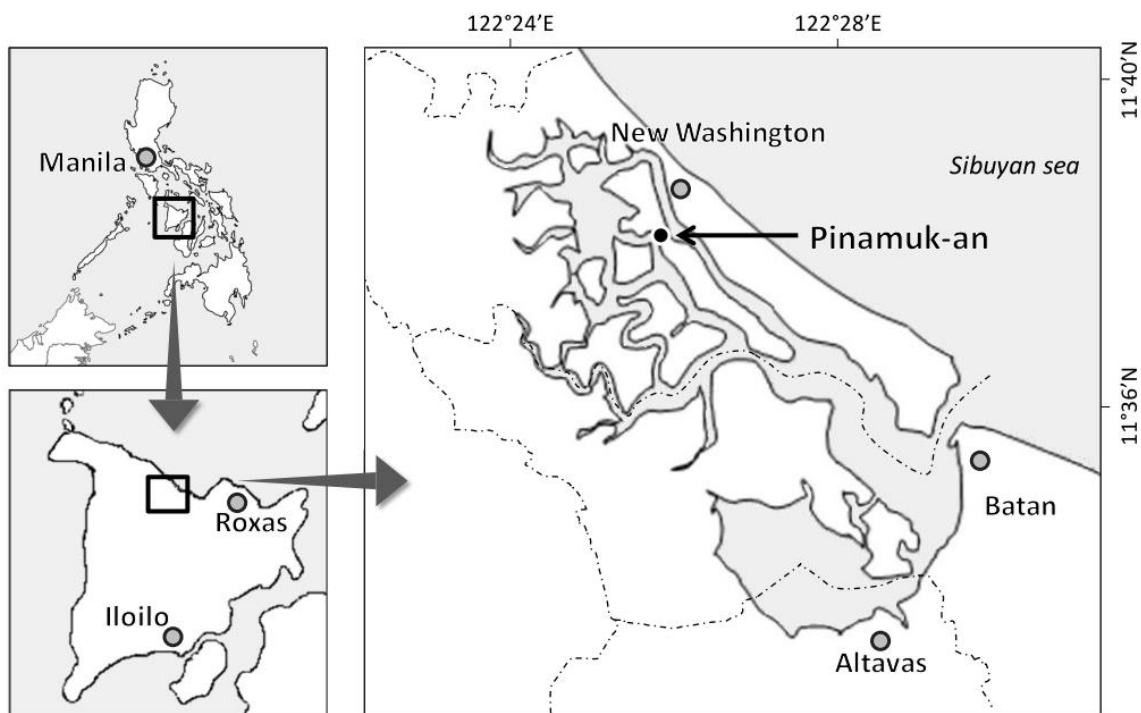 122°24'E
122°28'E
11°40'N
Manila
New Washington
Sibuyan sea
Pinamuk-an
11°36'N
Roxas
Batan
Iloilo
Altavas